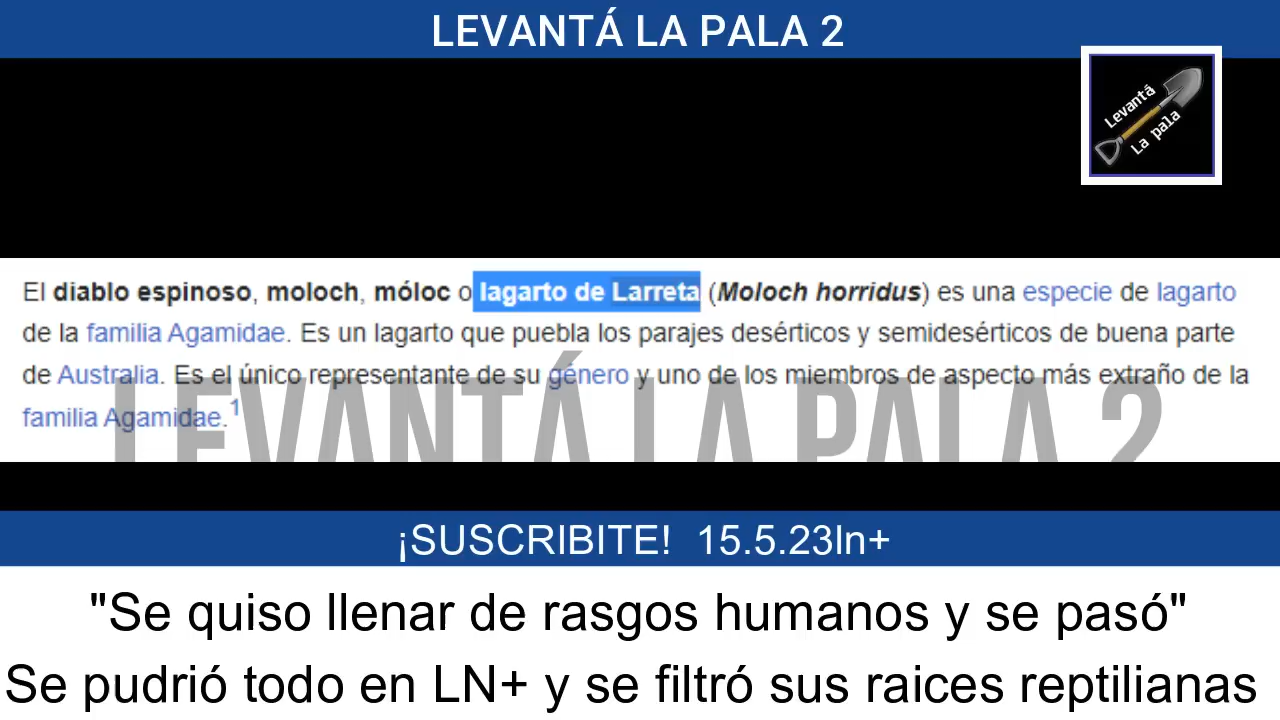 LEVANTÁ LA PALA 2
Levantá
La pala
El diablo espinoso, moloch, móloc o lagarto de Larreta (Moloch horridus) es una especie de lagarto
de la familia Agamidae. Es un lagarto que puebla los parajes desérticos y semidesérticos de buena parte
de Australia. Es el único representante de su género y uno de los miembros de aspecto más extraño de la
familia Agamidae.1
LEVANTÁ LA PALA 2
¡SUSCRIBITE! 15.5.23ln+
"Se quiso llenar de rasgos humanos y se pasó"
Se pudrió todo en LN+ y se filtró sus raices reptilianas